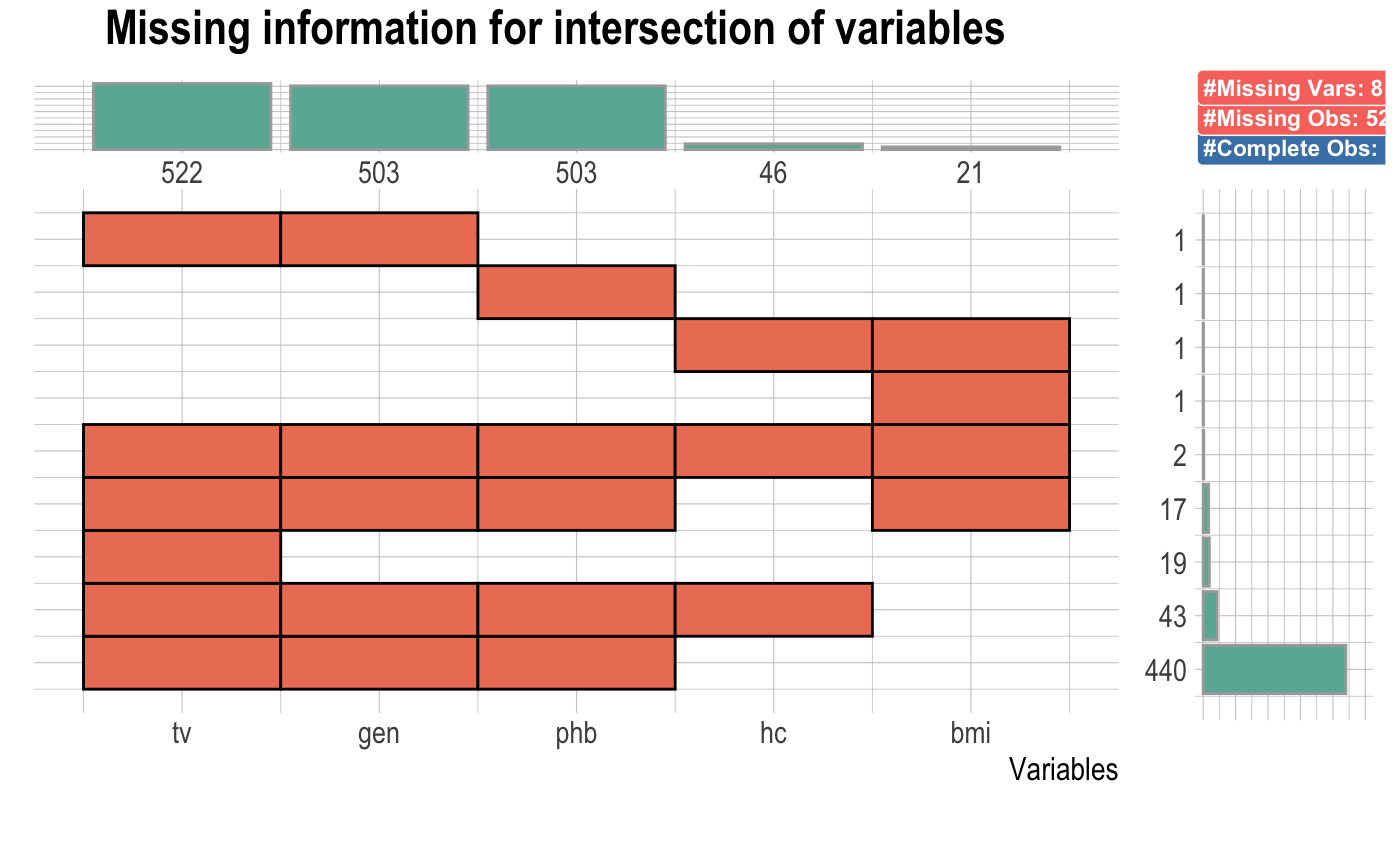 Missing information for intersection of variables
#Missing Vars: 8
#Missing Obs: 52
#Complete Obs:
522 503 503 46 21
1
1
1
1
2
17
19
43
440
tv gen phb hc bmi
Variables